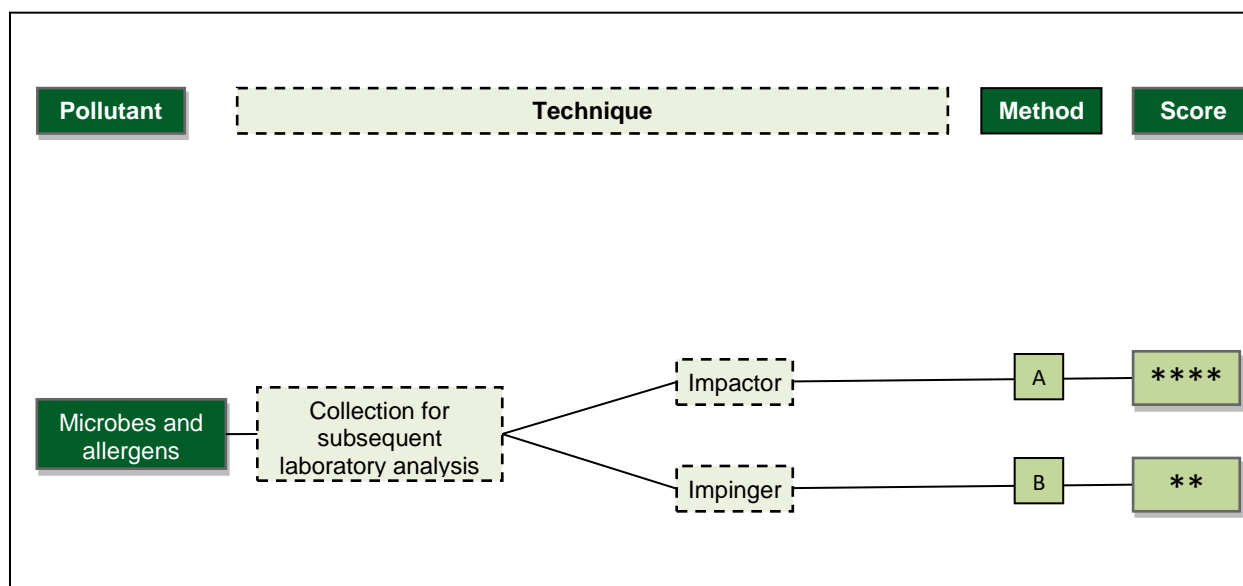 Pollutant
Technique
Method
Score
Impactor
A
****
Microbes and
allergens
Collection for
subsequent
laboratory analysis
Impinger
B
**